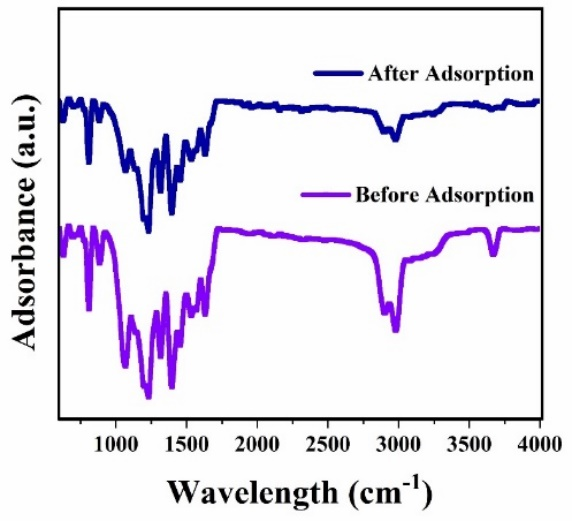 After Adsorption
Before Adsorption
Adsorbance (a.u.)
1000 1500 2000 2500 3000 3500 4000
Wavelength (cm⁻¹)